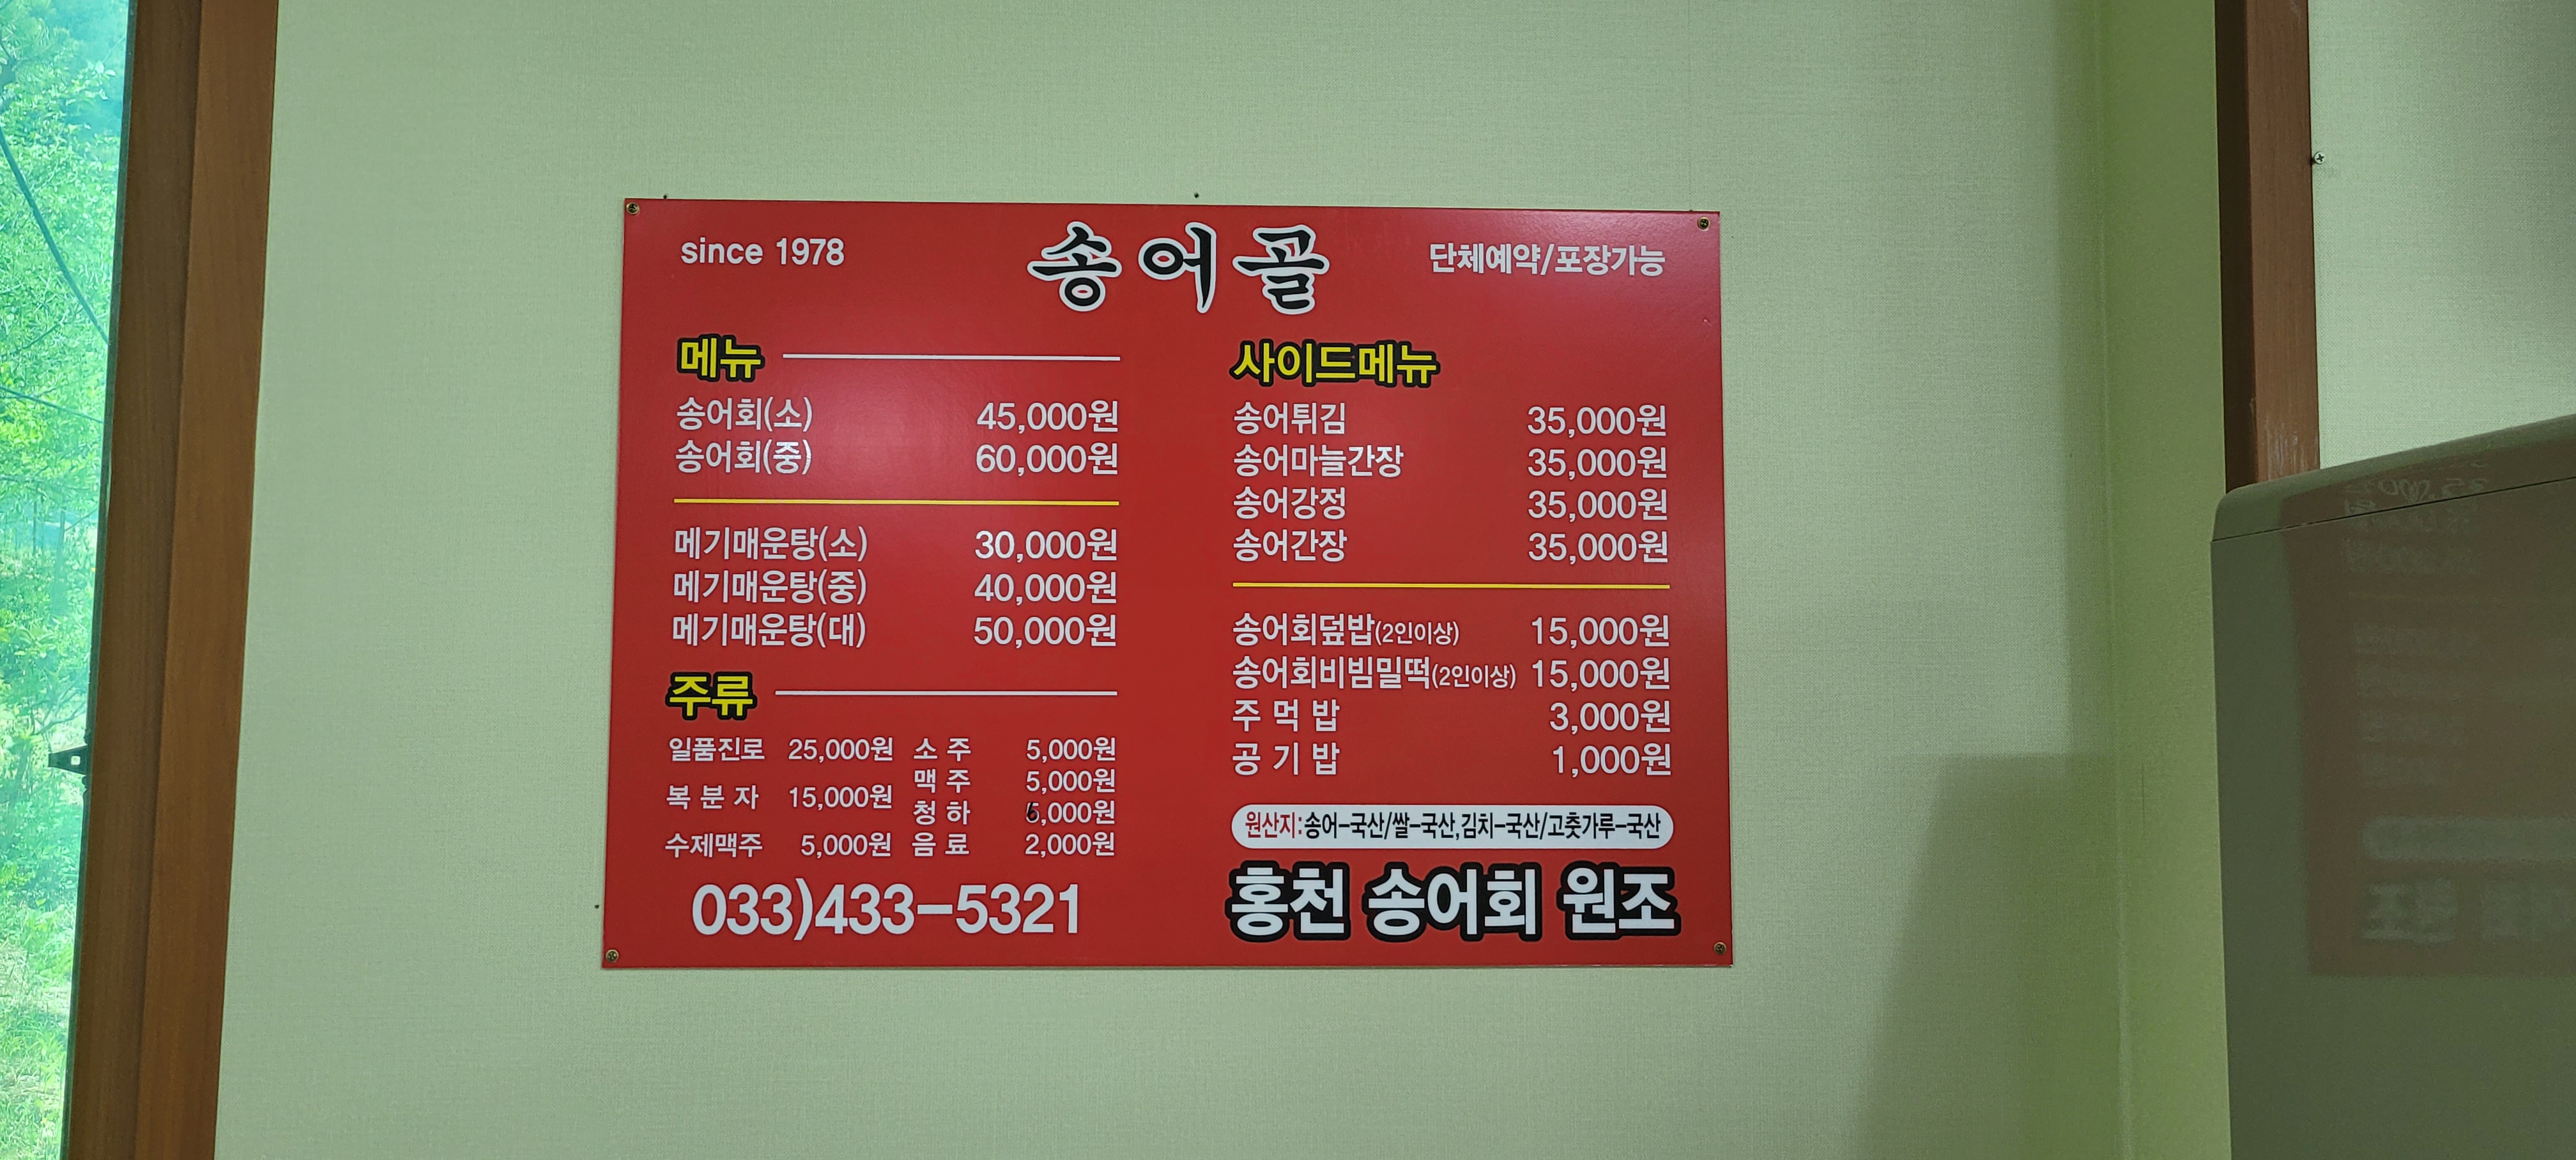 since 1978
송어골
단체예약/포장가능
메뉴
송어회(소) 45,000원
송어회(중) 60,000원
메기매운탕(소) 30,000원
메기매운탕(중) 40,000원
메기매운탕(대) 50,000원
주류
일품진로 25,000원 소 주 5,000원
맥 주 5,000원
복 분 자 15,000원
청 하 6,000원
수제맥주 5,000원 음 료 2,000원
033)433-5321
사이드메뉴
송어튀김 35,000원
송어마늘간장 35,000원
송어강정 35,000원
송어간장 35,000원
송어회덮밥(2인이상) 15,000원
송어회비빔밀떡(2인이상) 15,000원
주 먹 밥 3,000원
공 기 밥 1,000원
원산지:송어-국산/쌀-국산,김치-국산/고춧가루-국산
홍천 송어회 원조